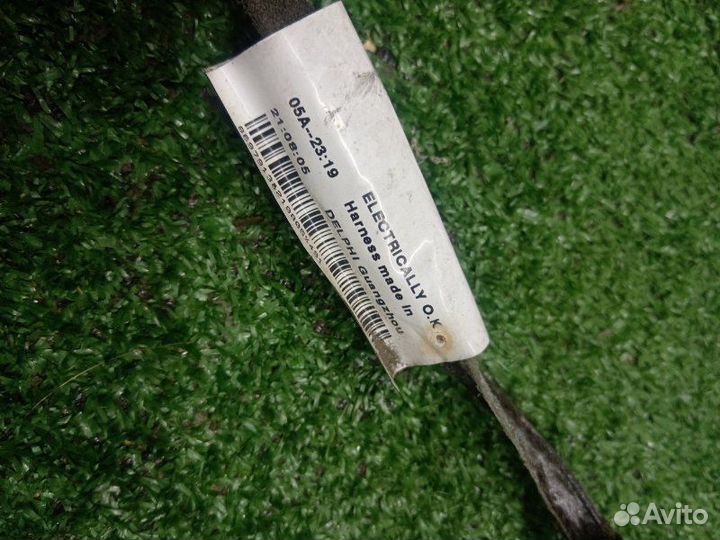 05A--23:19
21:08:05
ELECTRICALLY O.K
Harness made in
DELPHI Guangzhou
Avito